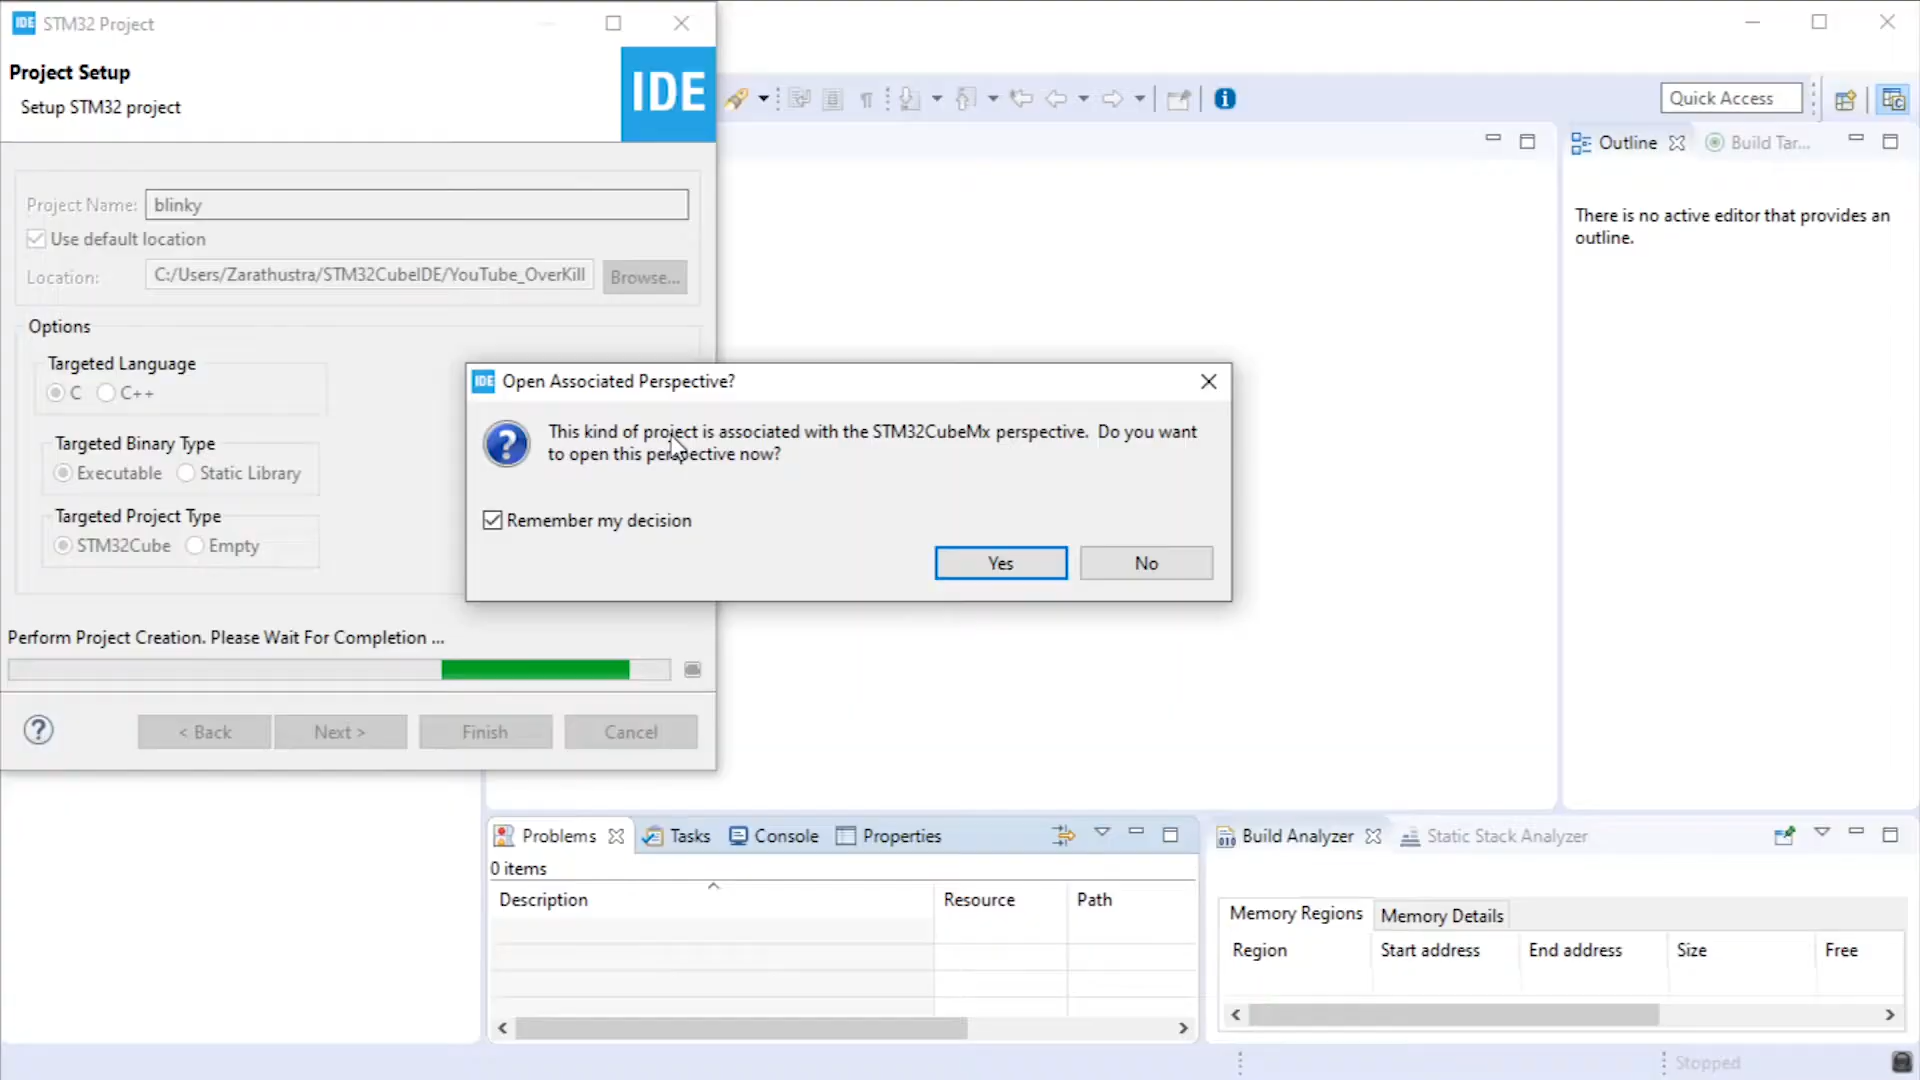 IDE STM32 Project
Project Setup
Setup STM32 project
IDE
Project Name: blinky
Use default location
Location: C:/Users/Zarathustra/STM32CubeIDE/YouTube_OverKill Browse...
Options
Targeted Language
C C++
Targeted Binary Type
Executable Static Library
Targeted Project Type
STM32Cube Empty
Perform Project Creation. Please Wait For Completion ...
< Back Next > Finish Cancel
IDE Open Associated Perspective?
This kind of project is associated with the STM32CubeMx perspective. Do you want
to open this perspective now?
Remember my decision
Yes No
Quick Access
Outline Build Tar...
There is no active editor that provides an
outline.
Problems Tasks Console Properties
0 items
Description Resource Path
010 Build Analyzer Static Stack Analyzer
Memory Regions Memory Details
Region Start address End address Size Free
Stopped